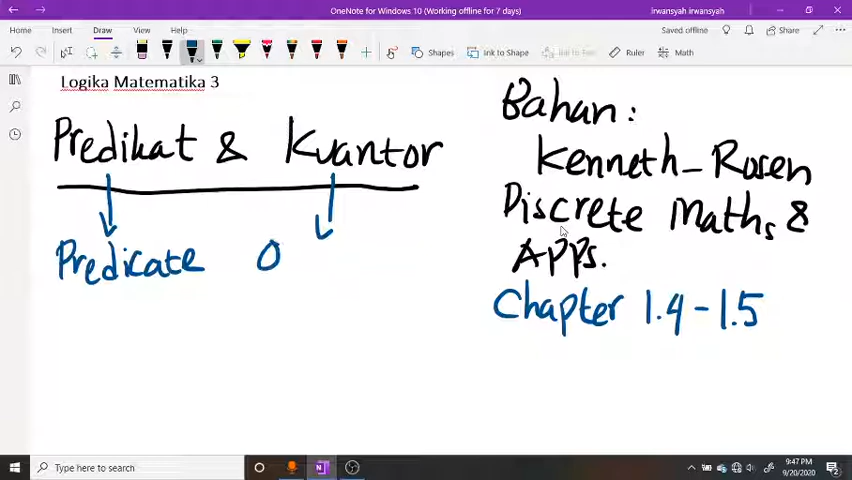 OneNote for Windows 10 (Working offline for 7 days)
irwansyah irwansyah
Home
Insert
Draw
View
Help
Saved offline
Shapes
Ink to Shape
Ink to Text
Ruler
Math
Logika Matematika 3
Predikat & Kuantor
Predicate O
Bahan :
Kenneth - Rosen
Discrete Maths &
Apps.
Chapter 1.4 - 1.5
Type here to search
9:47 PM
9/20/2020
2